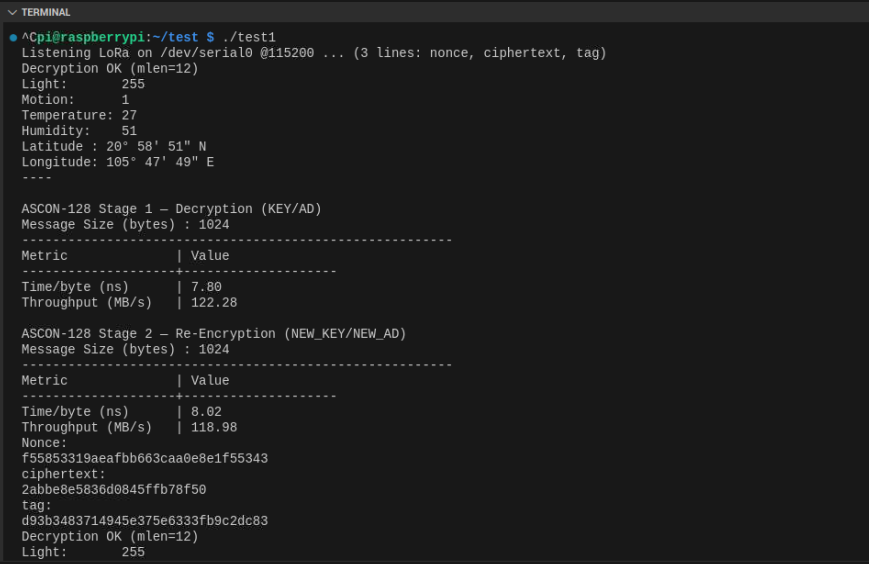 TERMINAL
^Cpi@raspberrypi:~/test $ ./test1
Listening LoRa on /dev/serial0 @115200 ... (3 lines: nonce, ciphertext, tag)
Decryption OK (mlen=12)
Light:       255
Motion:      1
Temperature: 27
Humidity:    51
Latitude : 20° 58' 51" N
Longitude: 105° 47' 49" E
----
ASCON-128 Stage 1 — Decryption (KEY/AD)
Message Size (bytes) : 1024
--------------------------------------------------------
Metric              | Value
--------------------+--------------------
Time/byte (ns)      | 7.80
Throughput (MB/s)   | 122.28
ASCON-128 Stage 2 — Re-Encryption (NEW_KEY/NEW_AD)
Message Size (bytes) : 1024
--------------------------------------------------------
Metric              | Value
--------------------+--------------------
Time/byte (ns)      | 8.02
Throughput (MB/s)   | 118.98
Nonce:
f55853319aeafbb663caa0e8e1f55343
ciphertext:
2abbe8e5836d0845ffb78f50
tag:
d93b3483714945e375e6333fb9c2dc83
Decryption OK (mlen=12)
Light:       255